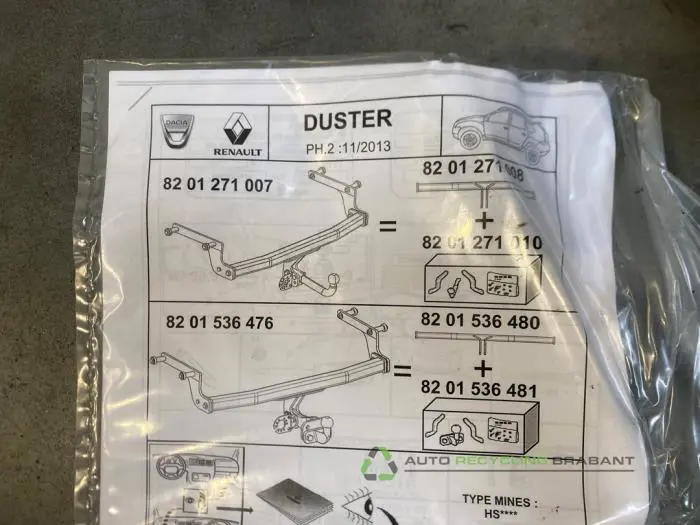 DACIA
RENAULT
DUSTER
PH.2 :11/2013
82 01 271 007
=
82 01 271 008
+
82 01 271 010
82 01 536 476
=
82 01 536 480
+
82 01 536 481
AUTO RECYCLING BRABANT
TYPE MINES :
HS****